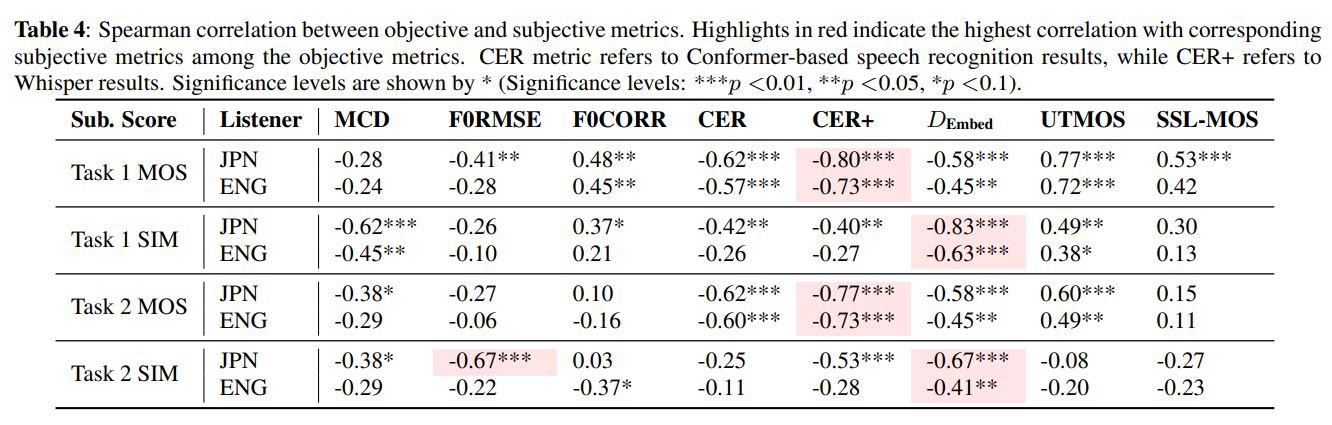 Table 4: Spearman correlation between objective and subjective metrics. Highlights in red indicate the highest correlation with corresponding
subjective metrics among the objective metrics. CER metric refers to Conformer-based speech recognition results, while CER+ refers to
Whisper results. Significance levels are shown by * (Significance levels: ***p <0.01, **p <0.05, *p <0.1).
Sub. Score Listener MCD F0RMSE F0CORR CER CER+ D_Embed UTMOS SSL-MOS
Task 1 MOS JPN -0.28 -0.41** 0.48** -0.62*** -0.80*** -0.58*** 0.77*** 0.53***
ENG -0.24 -0.28 0.45** -0.57*** -0.73*** -0.45** 0.72*** 0.42
Task 1 SIM JPN -0.62*** -0.26 0.37* -0.42** -0.40** -0.83*** 0.49** 0.30
ENG -0.45** -0.10 0.21 -0.26 -0.27 -0.63*** 0.38* 0.13
Task 2 MOS JPN -0.38* -0.27 0.10 -0.62*** -0.77*** -0.58*** 0.60*** 0.15
ENG -0.29 -0.06 -0.16 -0.60*** -0.73*** -0.45** 0.49** 0.11
Task 2 SIM JPN -0.38* -0.67*** 0.03 -0.25 -0.53*** -0.67*** -0.08 -0.27
ENG -0.29 -0.22 -0.37* -0.11 -0.28 -0.41** -0.20 -0.23